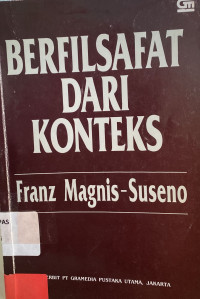 BERFILSAFAT
DARI
KONTEKS
Franz Magnis-Suseno
PT GRAMEDIA PUSTAKA UTAMA, JAKARTA